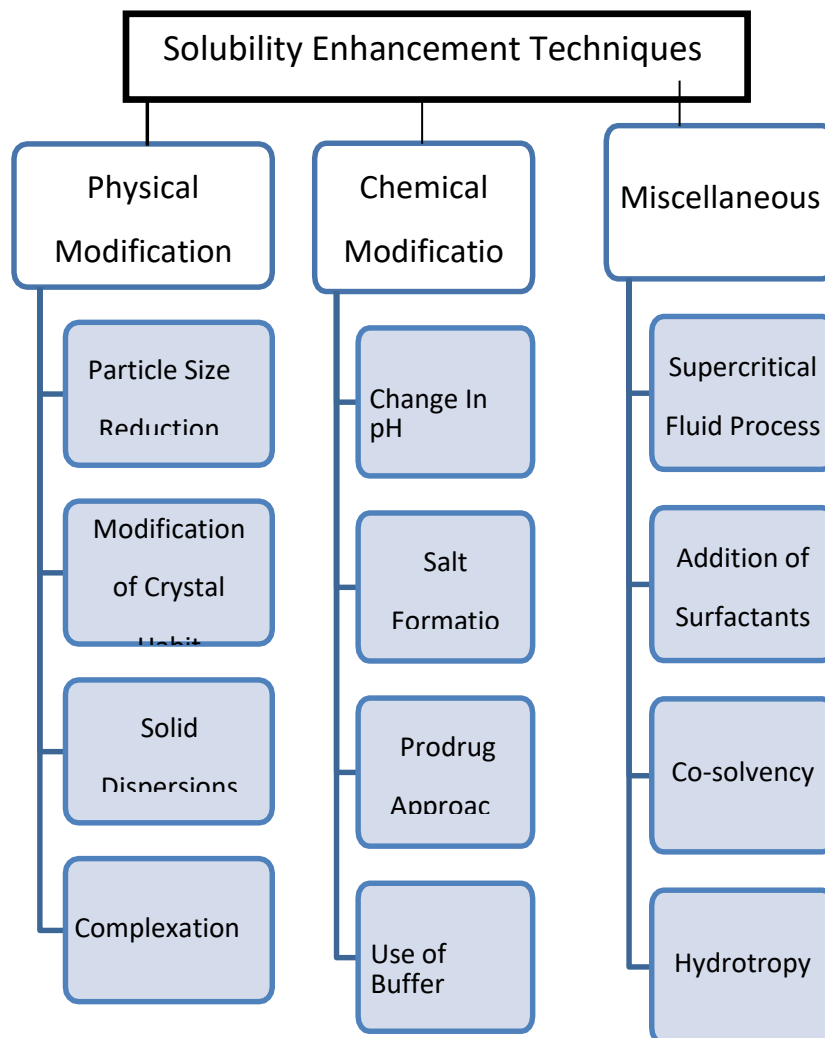 Solubility Enhancement Techniques
Physical
Modification
Particle Size
Reduction
Modification
of Crystal
Habit
Solid
Dispersions
Complexation
Chemical
Modificatio
Change In
pH
Salt
Formatio
Prodrug
Approac
Use of
Buffer
Miscellaneous
Supercritical
Fluid Process
Addition of
Surfactants
Co-solvency
Hydrotropy